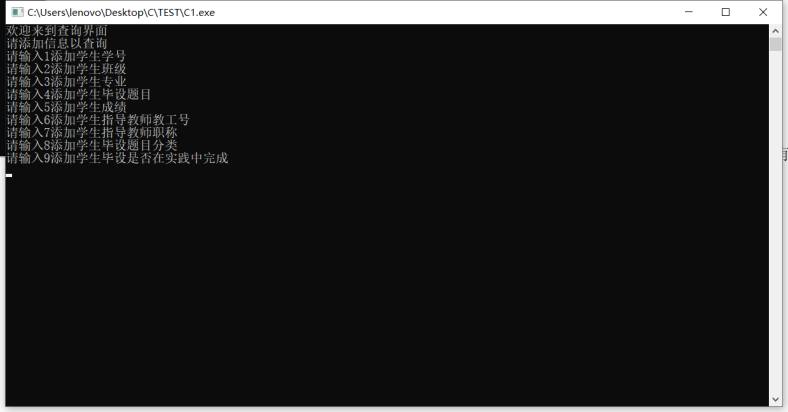 C:\Users\lenovo\Desktop\C\TEST\C1.exe
欢迎来到查询界面
请添加信息以查询
请输入1添加学生学号
请输入2添加学生班级
请输入3添加学生专业
请输入4添加学生毕设题目
请输入5添加学生成绩
请输入6添加学生指导教师教工号
请输入7添加学生指导教师职称
请输入8添加学生毕设题目分类
请输入9添加学生毕设是否在实践中完成